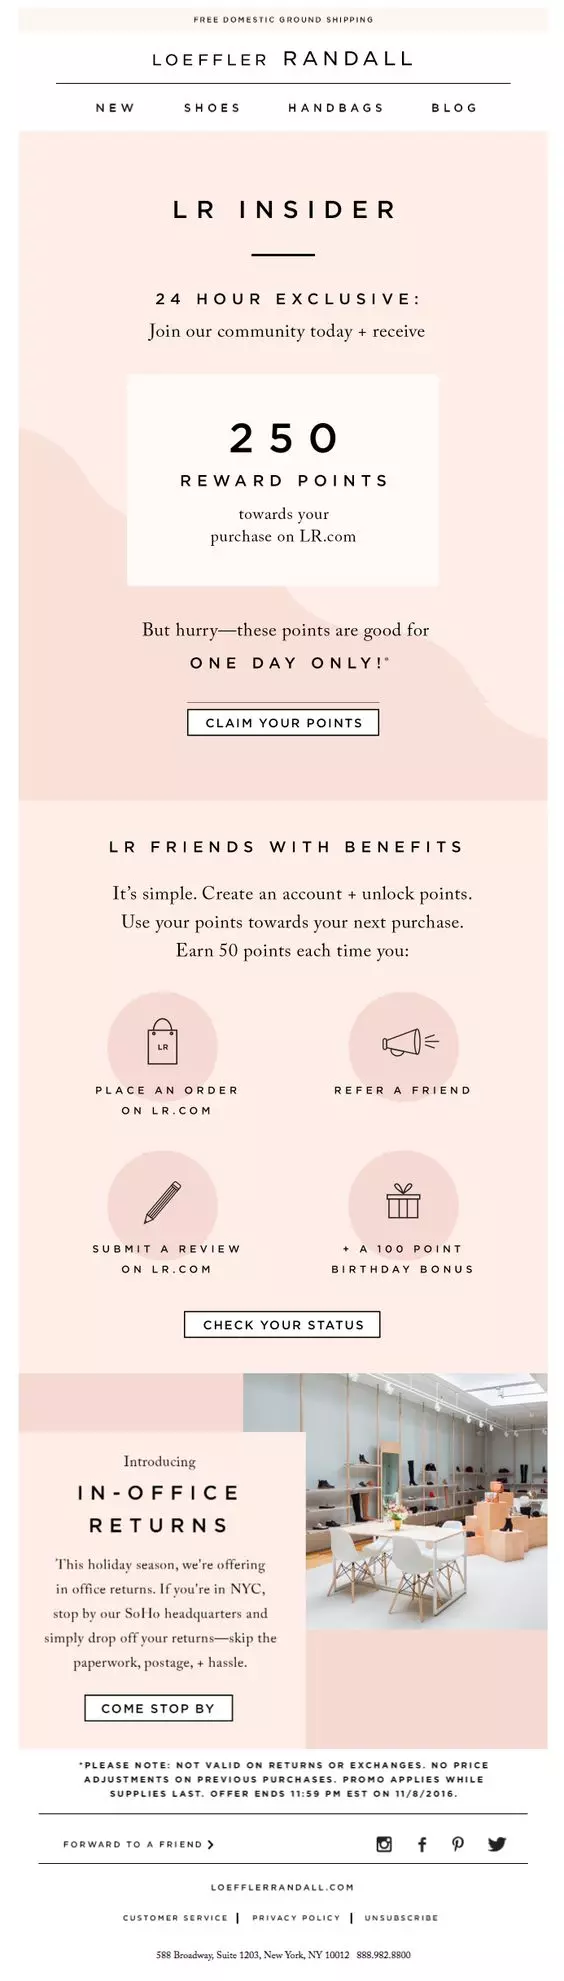 FREE DOMESTIC GROUND SHIPPING
LOEFFLER RANDALL
NEW SHOES HANDBAGS BLOG
LR INSIDER
24 HOUR EXCLUSIVE:
Join our community today + receive
250
REWARD POINTS
towards your
purchase on LR.com
But hurry—these points are good for
ONE DAY ONLY!*
CLAIM YOUR POINTS
LR FRIENDS WITH BENEFITS
It's simple. Create an account + unlock points.
Use your points towards your next purchase.
Earn 50 points each time you:
LR
PLACE AN ORDER
ON LR.COM
REFER A FRIEND
SUBMIT A REVIEW
ON LR.COM
+ A 100 POINT
BIRTHDAY BONUS
CHECK YOUR STATUS
Introducing
IN-OFFICE
RETURNS
This holiday season, we're offering
in office returns. If you're in NYC,
stop by our SoHo headquarters and
simply drop off your returns—skip the
paperwork, postage, + hassle.
COME STOP BY
*PLEASE NOTE: NOT VALID ON RETURNS OR EXCHANGES. NO PRICE
ADJUSTMENTS ON PREVIOUS PURCHASES. PROMO APPLIES WHILE
SUPPLIES LAST. OFFER ENDS 11:59 PM EST ON 11/8/2016.
FORWARD TO A FRIEND >
LOEFFLERRANDALL.COM
CUSTOMER SERVICE | PRIVACY POLICY | UNSUBSCRIBE
588 Broadway, Suite 1203, New York, NY 10012 888.982.8800